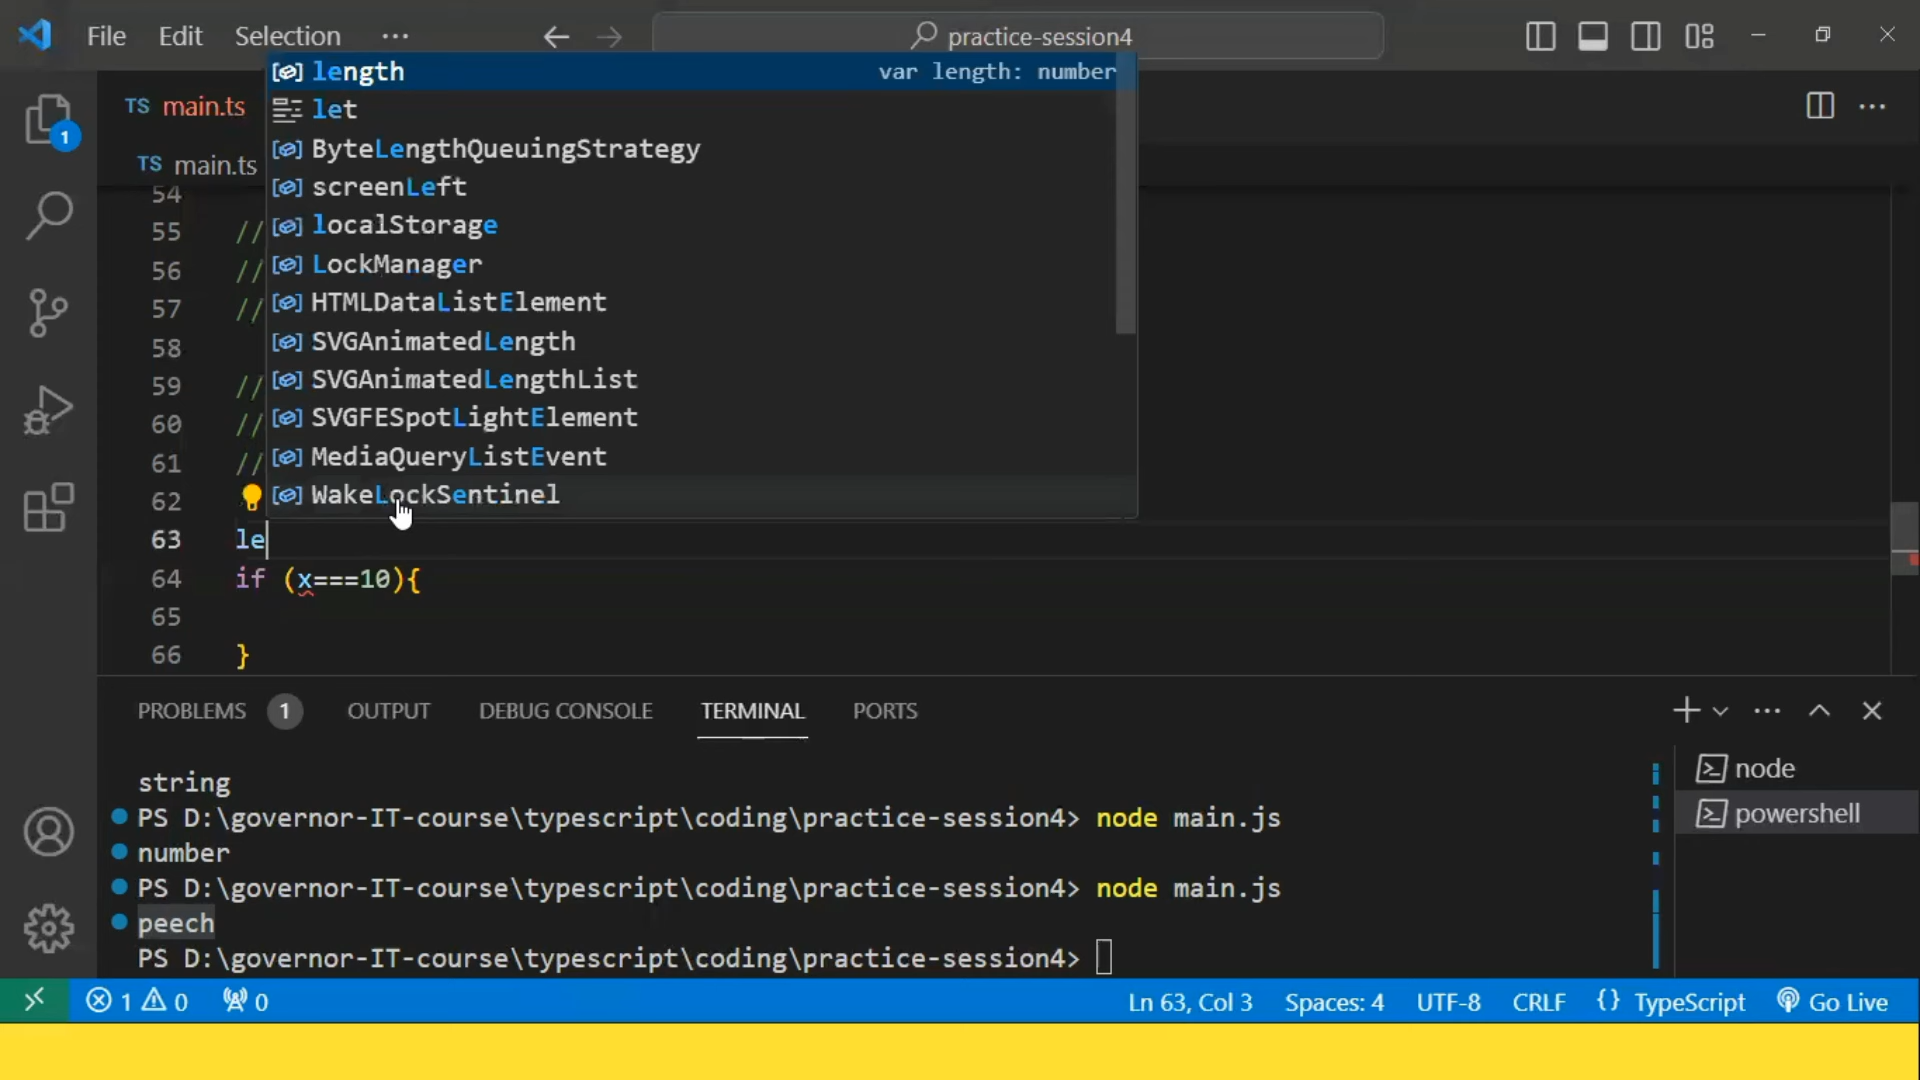 File Edit Selection ... practice-session4
TS main.ts
TS main.ts
length var length: number
let
ByteLengthQueuingStrategy
screenLeft
localStorage
LockManager
HTMLDataListElement
SVGAnimatedLength
SVGAnimatedLengthList
SVGFESpotLightElement
MediaQueryListEvent
WakeLockSentinel
1
54
55 //
56 //
57 //
58
59 //
60 //
61 //
62
63 le
64 if (x===10){
65
66 }
PROBLEMS 1 OUTPUT DEBUG CONSOLE TERMINAL PORTS
string
PS D:\governor-IT-course\typescript\coding\practice-session4> node main.js
number
PS D:\governor-IT-course\typescript\coding\practice-session4> node main.js
peech
PS D:\governor-IT-course\typescript\coding\practice-session4>
node
powershell
1 0 0 Ln 63, Col 3 Spaces: 4 UTF-8 CRLF {} TypeScript Go Live